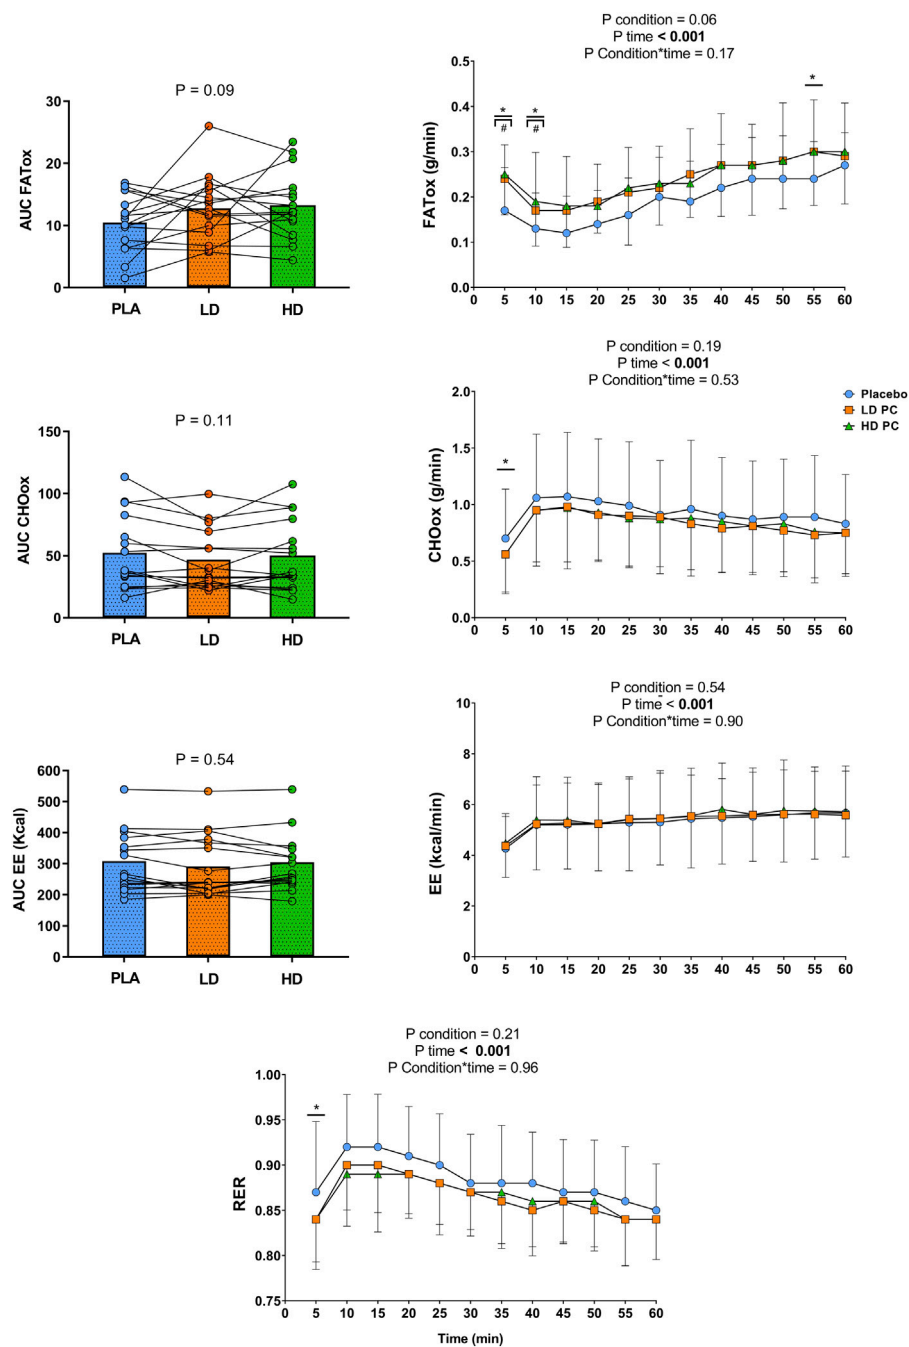 P = 0.09
AUC FATox
30
20
10
0
PLA LD HD
P condition = 0.06
P time < 0.001
P Condition*time = 0.17
FATox (g/min)
0.5
0.4
0.3
0.2
0.1
0.0
* * *
# #
0 5 10 15 20 25 30 35 40 45 50 55 60
P = 0.11
AUC CHOox
150
100
50
0
PLA LD HD
P condition = 0.19
P time < 0.001
P Condition*time = 0.53
CHOox (g/min)
2.0
1.5
1.0
0.5
0.0
*
0 5 10 15 20 25 30 35 40 45 50 55 60
Placebo
LD PC
HD PC
P = 0.54
AUC EE (Kcal)
600
500
400
300
200
100
0
PLA LD HD
P condition = 0.54
P time < 0.001
P Condition*time = 0.90
EE (kcal/min)
10
8
6
4
2
0
0 5 10 15 20 25 30 35 40 45 50 55 60
P condition = 0.21
P time < 0.001
P Condition*time = 0.96
RER
1.00
0.95
0.90
0.85
0.80
0.75
*
0 5 10 15 20 25 30 35 40 45 50 55 60
Time (min)